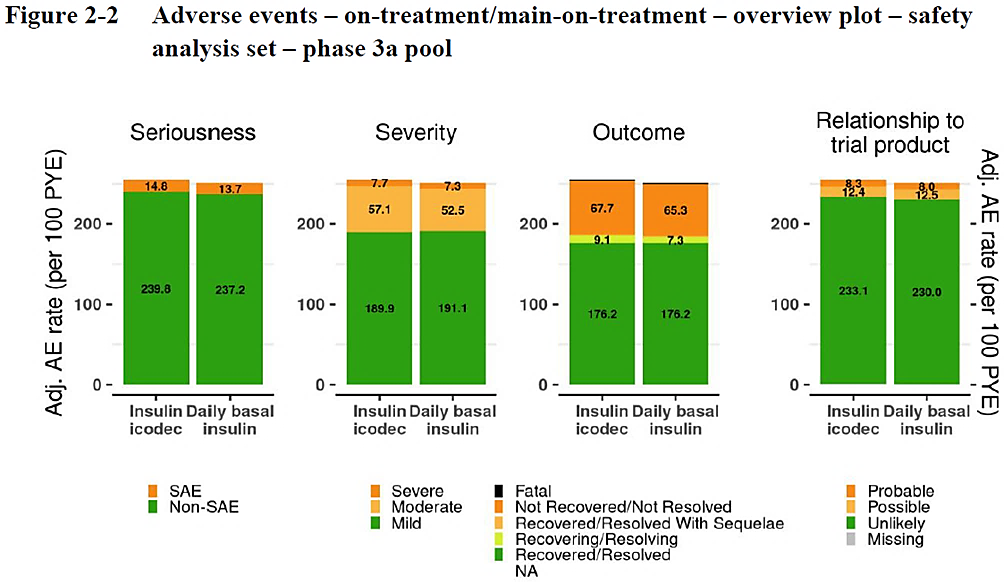 Figure 2-2 Adverse events – on-treatment/main-on-treatment – overview plot – safety
analysis set – phase 3a pool
Seriousness
Severity
Outcome
Relationship to
trial product
Adj. AE rate (per 100 PYE)
200
100
0
14.6
13.7
239.8
237.2
Insulin Daily basal
icodec insulin
200
100
0
7.7
7.3
57.1
52.5
189.9
191.1
Insulin Daily basal
icodec insulin
200
100
0
67.7
65.3
9.1
7.3
176.2
176.2
Insulin Daily basal
icodec insulin
200
100
0
8.3
8.0
12.4
12.5
233.1
230.0
Insulin Daily basal
icodec insulin
Adj. AE rate (per 100 PYE)
SAE
Non-SAE
Severe
Moderate
Mild
Fatal
Not Recovered/Not Resolved
Recovered/Resolved With Sequelae
Recovering/Resolving
Recovered/Resolved
NA
Probable
Possible
Unlikely
Missing